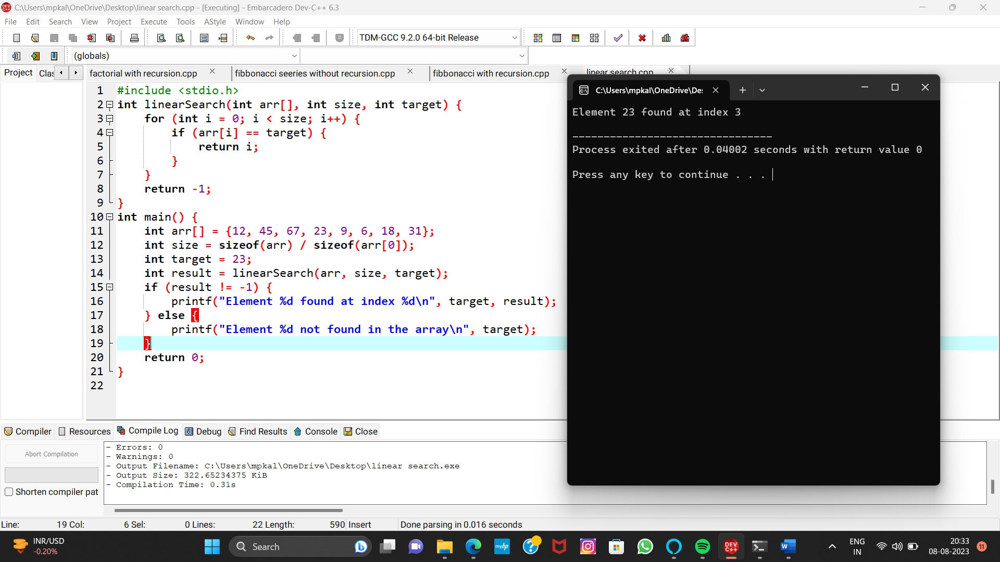 C:\Users\mpkal\OneDrive\Desktop\linear search.cpp - [Executing] - Embarcadero Dev-C++ 6.3
File Edit Search View Project Execute Tools AStyle Window Help
TDM-GCC 9.2.0 64-bit Release
(globals)
Project Clas factorial with recursion.cpp fibbonacci seeries without recursion.cpp fibbonacci with recursion.cpp linear search.cpp
1 #include <stdio.h>
2 int linearSearch(int arr[], int size, int target) {
3 for (int i = 0; i < size; i++) {
4 if (arr[i] == target) {
5 return i;
6 }
7 }
8 return -1;
9 }
10 int main() {
11 int arr[] = {12, 45, 67, 23, 9, 6, 18, 31};
12 int size = sizeof(arr) / sizeof(arr[0]);
13 int target = 23;
14 int result = linearSearch(arr, size, target);
15 if (result != -1) {
16 printf("Element %d found at index %d\n", target, result);
17 } else {
18 printf("Element %d not found in the array\n", target);
19 }
20 return 0;
21 }
22
C:\Users\mpkal\OneDrive\De
Element 23 found at index 3
--------------------------------
Process exited after 0.04002 seconds with return value 0
Press any key to continue . . .
Compiler Resources Compile Log Debug Find Results Console Close
Abort Compilation
Shorten compiler pat
- Errors: 0
- Warnings: 0
- Output Filename: C:\Users\mpkal\OneDrive\Desktop\linear search.exe
- Output Size: 322.65234375 KiB
- Compilation Time: 0.31s
Line: 19 Col: 6 Sel: 0 Lines: 22 Length: 590 Insert Done parsing in 0.016 seconds
INR/USD
-0.20%
Search
myhp
DEV C++
ENG
IN
20:33
08-08-2023
11